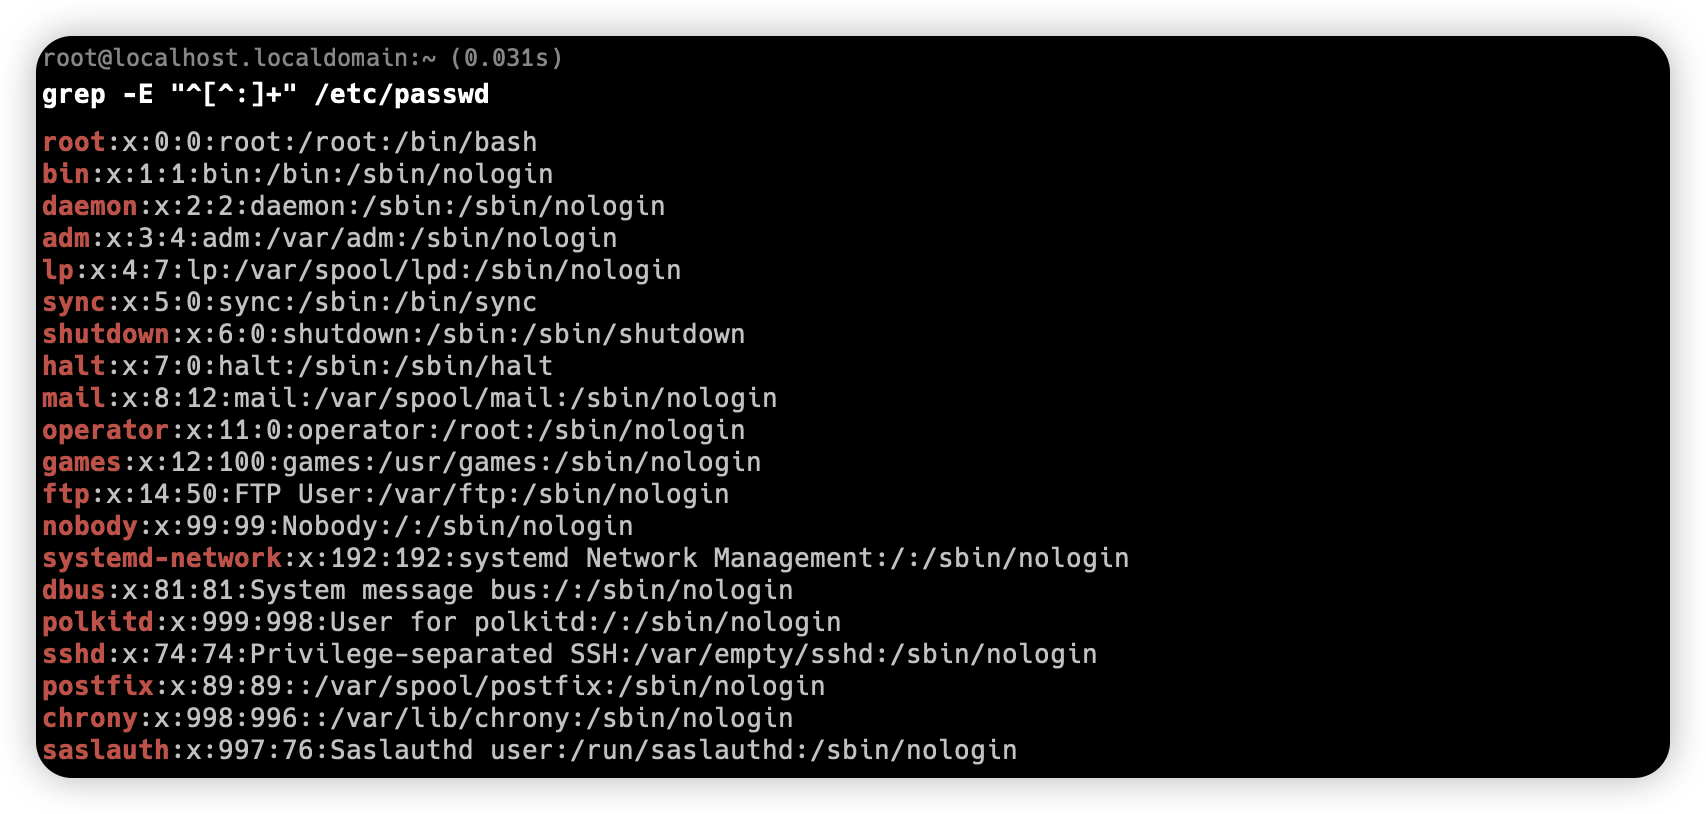 root@localhost.localdomain:~ (0.031s)
grep -E "^[^:]+" /etc/passwd
root:x:0:0:root:/root:/bin/bash
bin:x:1:1:bin:/bin:/sbin/nologin
daemon:x:2:2:daemon:/sbin:/sbin/nologin
adm:x:3:4:adm:/var/adm:/sbin/nologin
lp:x:4:7:lp:/var/spool/lpd:/sbin/nologin
sync:x:5:0:sync:/sbin:/bin/sync
shutdown:x:6:0:shutdown:/sbin:/sbin/shutdown
halt:x:7:0:halt:/sbin:/sbin/halt
mail:x:8:12:mail:/var/spool/mail:/sbin/nologin
operator:x:11:0:operator:/root:/sbin/nologin
games:x:12:100:games:/usr/games:/sbin/nologin
ftp:x:14:50:FTP User:/var/ftp:/sbin/nologin
nobody:x:99:99:Nobody:/:/sbin/nologin
systemd-network:x:192:192:systemd Network Management:/:/sbin/nologin
dbus:x:81:81:System message bus:/:/sbin/nologin
polkitd:x:999:998:User for polkitd:/:/sbin/nologin
sshd:x:74:74:Privilege-separated SSH:/var/empty/sshd:/sbin/nologin
postfix:x:89:89::/var/spool/postfix:/sbin/nologin
chrony:x:998:996::/var/lib/chrony:/sbin/nologin
saslauth:x:997:76:Saslauthd user:/run/saslauthd:/sbin/nologin